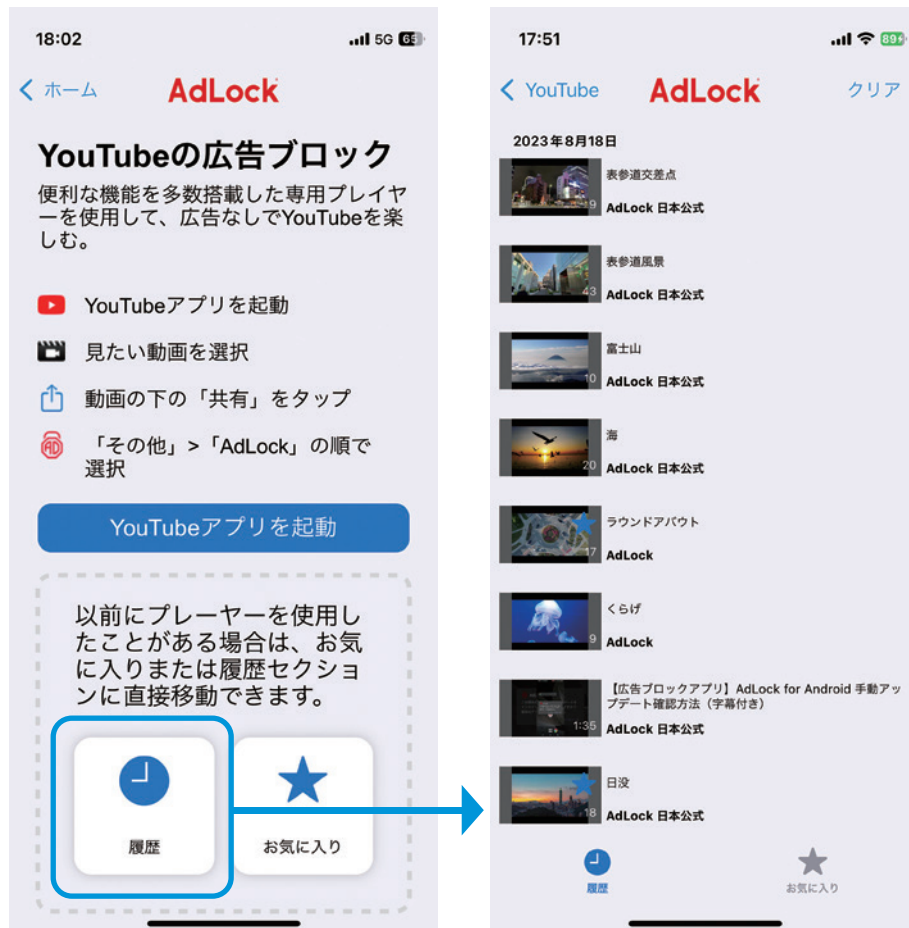 18:02
5G 65
ホーム
AdLock
YouTubeの広告ブロック
便利な機能を多数搭載した専用プレイヤ
ーを使用して、広告なしでYouTubeを楽
しむ。
YouTubeアプリを起動
見たい動画を選択
動画の下の「共有」をタップ
AD
「その他」>「AdLock」の順で
選択
YouTubeアプリを起動
以前にプレーヤーを使用し
たことがある場合は、お気
に入りまたは履歴セクショ
ンに直接移動できます。
履歴
お気に入り
17:51
89
YouTube
AdLock
クリア
2023年8月18日
表参道交差点
19
AdLock 日本公式
表参道風景
43
AdLock 日本公式
富士山
10
AdLock 日本公式
海
20
AdLock 日本公式
ラウンドアバウト
17
AdLock
くらげ
9
AdLock
【広告ブロックアプリ】AdLock for Android 手動アッ
プデート確認方法（字幕付き）
1:35
AdLock 日本公式
日没
18
AdLock 日本公式
履歴
お気に入り